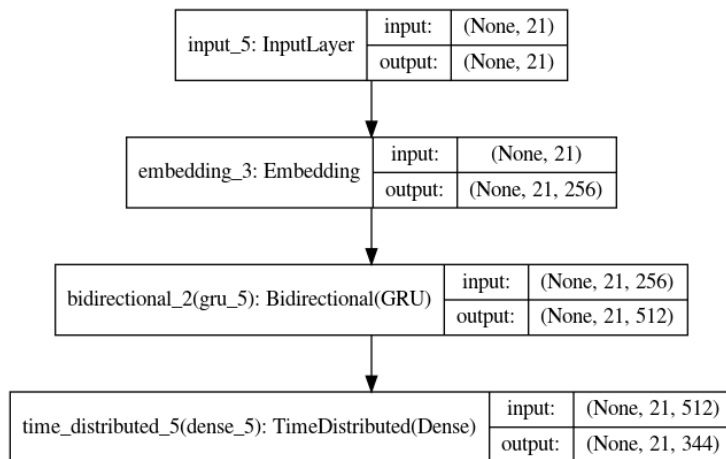 input_5: InputLayer
input: (None, 21)
output: (None, 21)
embedding_3: Embedding
input: (None, 21)
output: (None, 21, 256)
bidirectional_2(gru_5): Bidirectional(GRU)
input: (None, 21, 256)
output: (None, 21, 512)
time_distributed_5(dense_5): TimeDistributed(Dense)
input: (None, 21, 512)
output: (None, 21, 344)